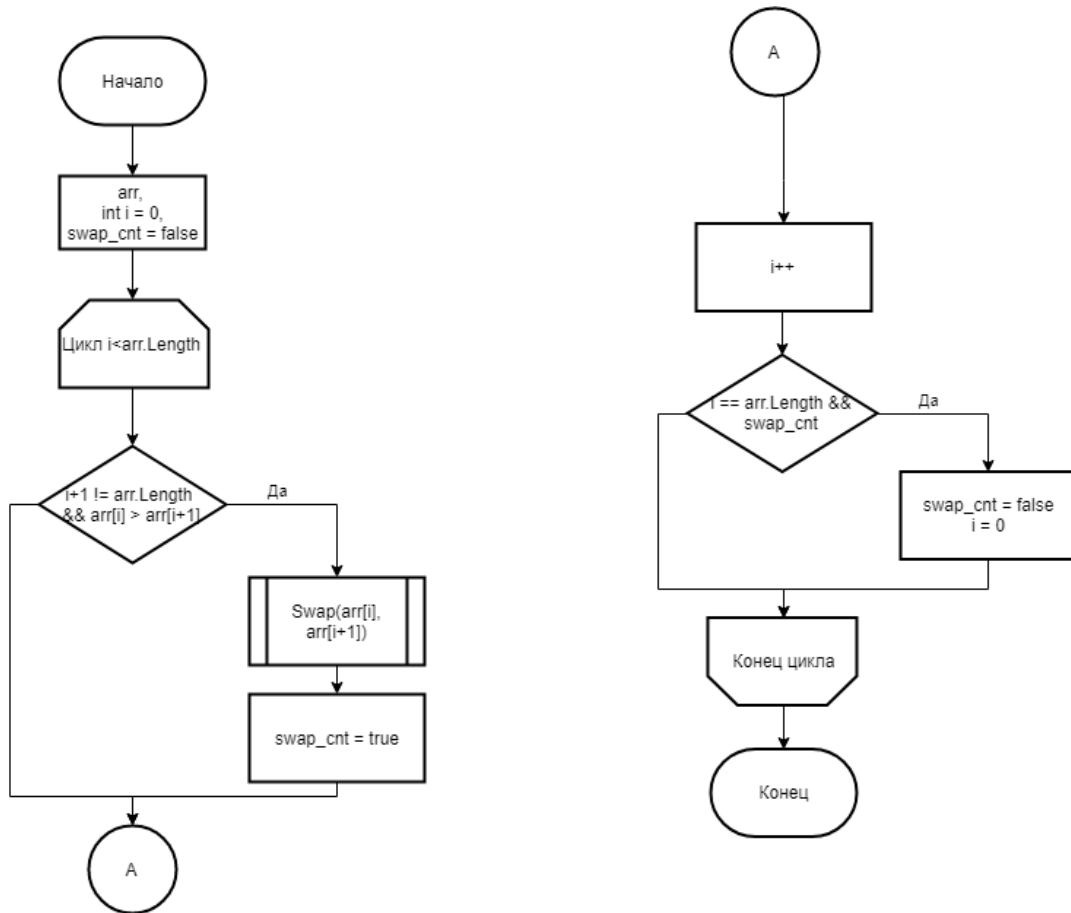 Начало
arr,
int i = 0,
swap_cnt = false
Цикл i<arr.Length
i+1 != arr.Length
&& arr[i] > arr[i+1]
Да
Swap(arr[i],
arr[i+1])
swap_cnt = true
A
A
i++
i == arr.Length &&
swap_cnt
Да
swap_cnt = false
i = 0
Конец цикла
Конец